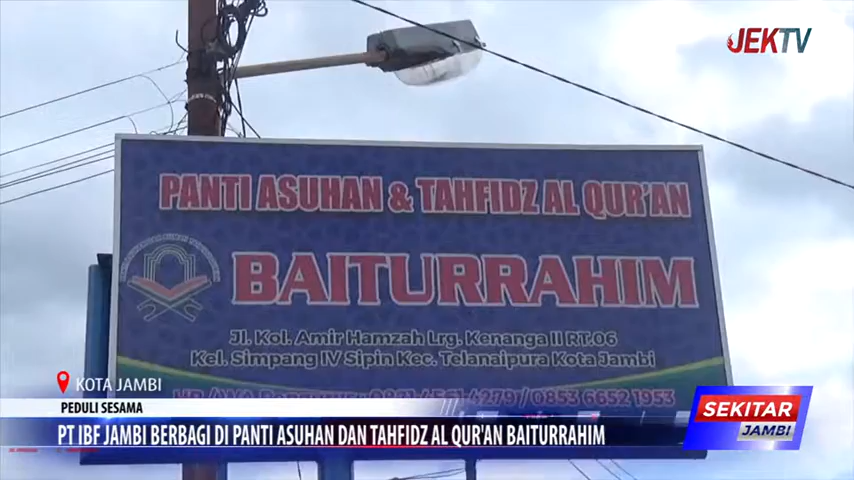 JEKTV
PANTI ASUHAN & TAHFIDZ AL QUR'AN
BAITURRAHIM
Jl. Kol. Amir Hamzah Lrg. Kenanga II RT.06
Kel. Simpang IV Sipin Kec. Telanaipura Kota Jambi
0853 6652 1953
KOTA JAMBI
PEDULI SESAMA
PT IBF JAMBI BERBAGI DI PANTI ASUHAN DAN TAHFIDZ AL QUR'AN BAITURRAHIM
SEKITAR
JAMBI